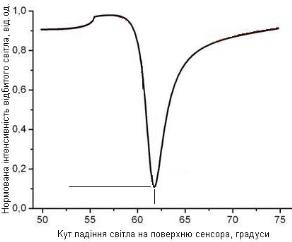 Нормована інтенсивність відбитого світла, від.од.
1,0
0,8
0,6
0,4
0,2
0,0
50 55 60 65 70 75
Кут падіння світла на поверхню сенсора, градуси